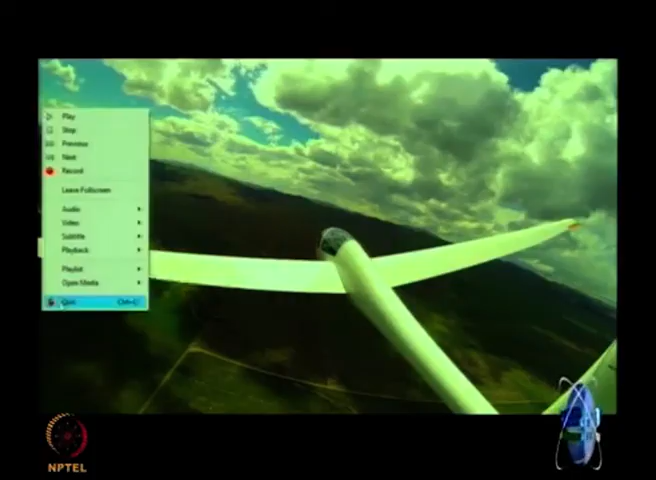 Play
Stop
Previous
Next
Record
Leave Fullscreen
Audio
Video
Subtitle
Playback
Playlist
Open Media
Quit
NPTEL